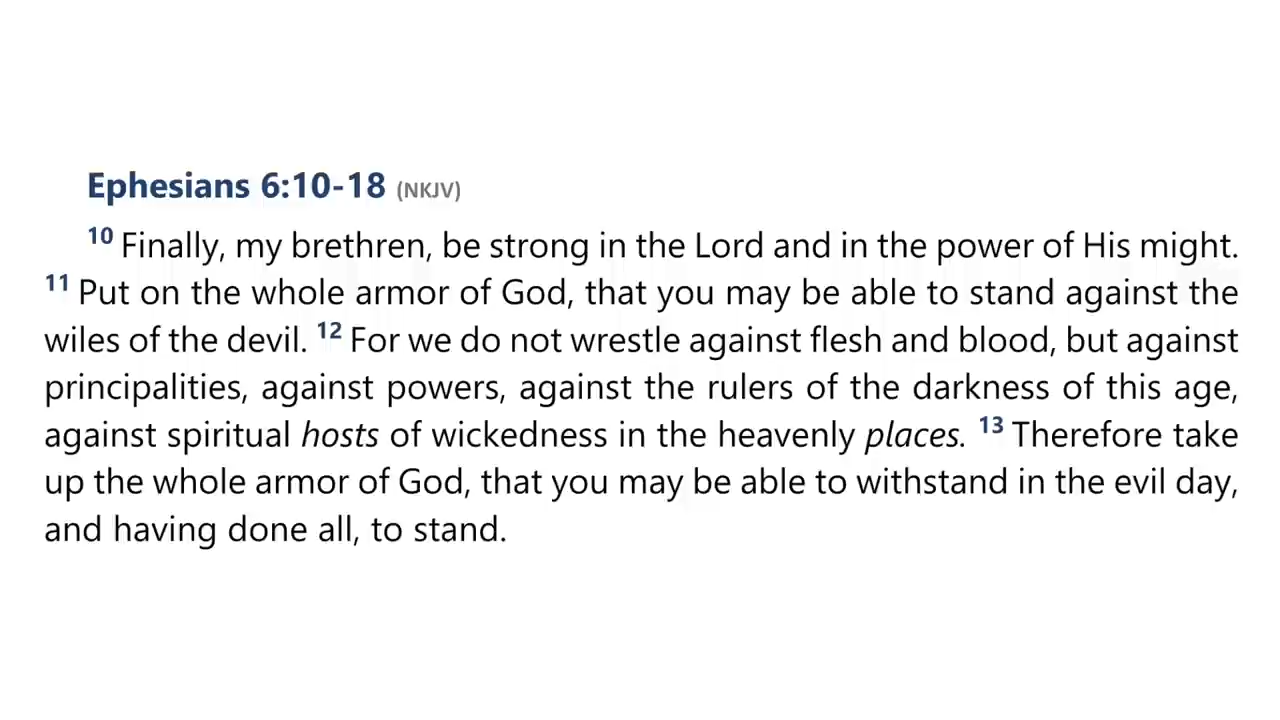 Ephesians 6:10-18 (NKJV)
10 Finally, my brethren, be strong in the Lord and in the power of His might.
11 Put on the whole armor of God, that you may be able to stand against the
wiles of the devil. 12 For we do not wrestle against flesh and blood, but against
principalities, against powers, against the rulers of the darkness of this age,
against spiritual hosts of wickedness in the heavenly places. 13 Therefore take
up the whole armor of God, that you may be able to withstand in the evil day,
and having done all, to stand.